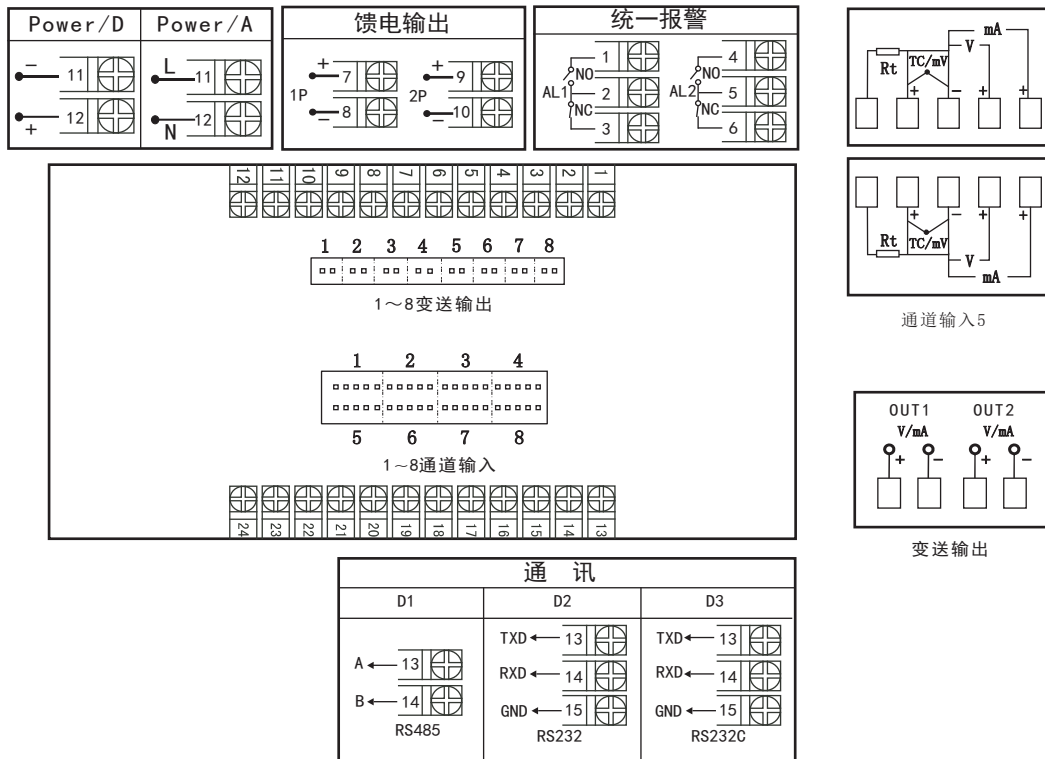 Power/D Power/A
− 11 L 11
+ 12 N 12
馈电输出
+ 7 + 9
1P 2P
− 8 − 10
统一报警
1 4
NO NO
AL1 2 AL2 5
NC NC
3 6
mA
V
Rt TC/mV
+ − + +
12 11 10 9 8 7 6 5 4 3 2 1
1 2 3 4 5 6 7 8
1～8变送输出
1 2 3 4
5 6 7 8
1～8通道输入
24 23 22 21 20 19 18 17 16 15 14 13
+ − + +
Rt TC/mV
V
mA
通道输入5
OUT1 OUT2
V/mA V/mA
+ − + −
变送输出
通 讯
D1 D2 D3
A 13
B 14
RS485
TXD 13
RXD 14
GND 15
RS232
TXD 13
RXD 14
GND 15
RS232C